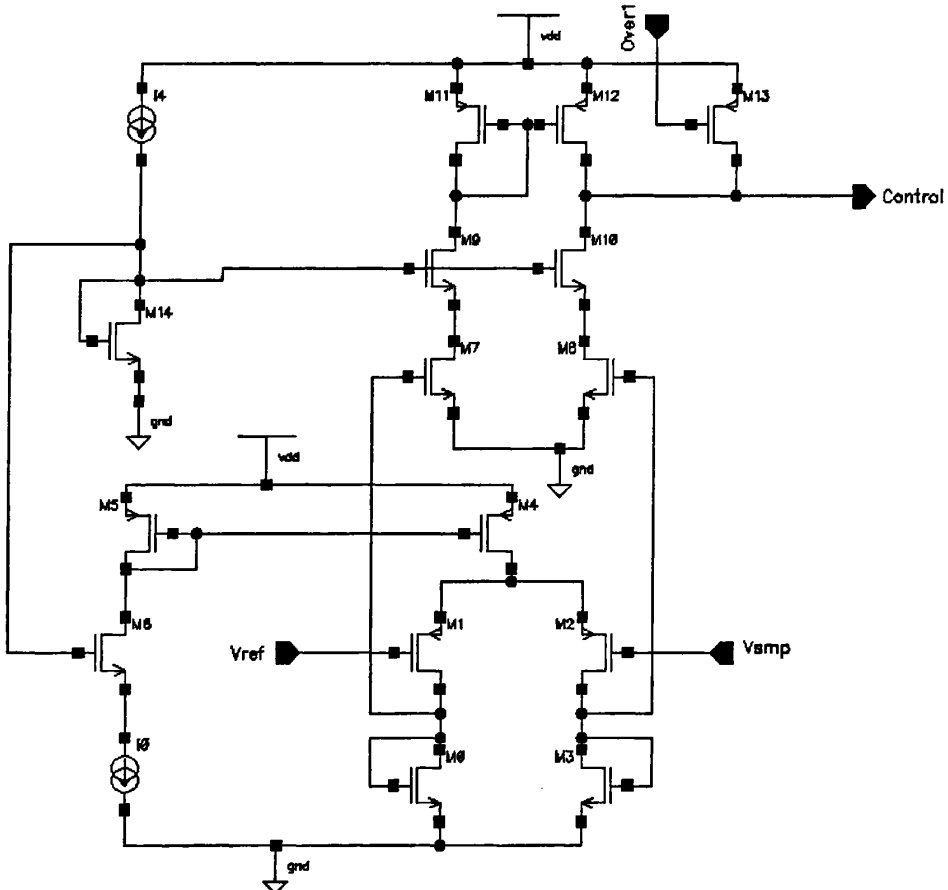 vdd
Over1
I4
M11
M12
M13
Control
M9
M10
M14
M7
M8
gnd
vdd
gnd
M5
M4
M6
M1
M2
Vref
Vsmp
I0
M0
M3
gnd